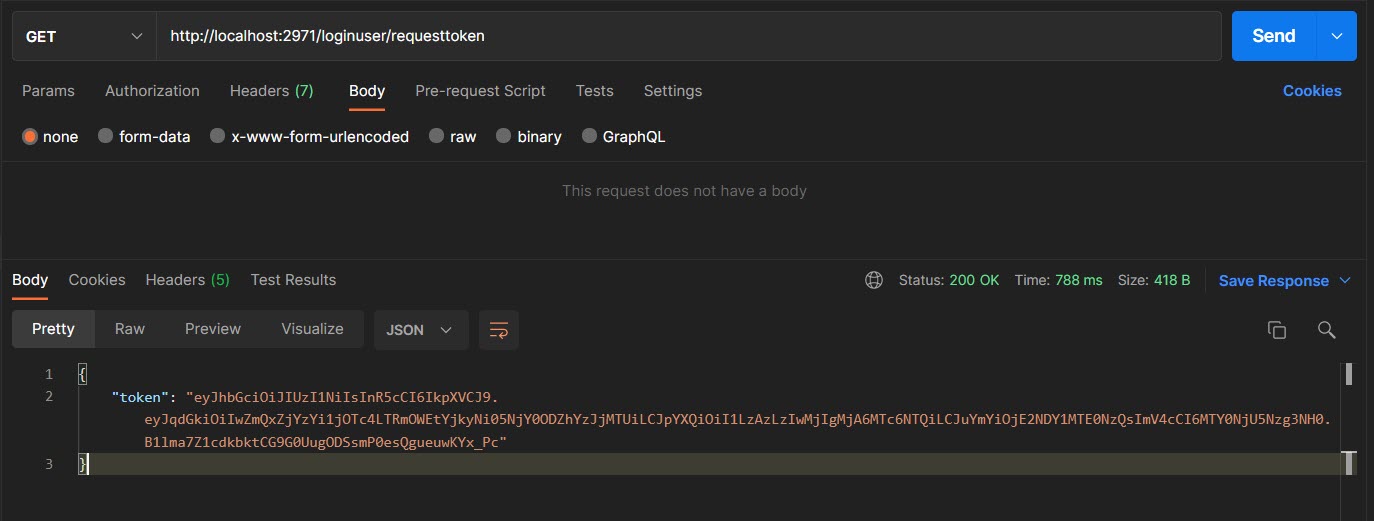 GET http://localhost:2971/loginuser/requesttoken Send
Params Authorization Headers (7) Body Pre-request Script Tests Settings Cookies
none form-data x-www-form-urlencoded raw binary GraphQL
This request does not have a body
Body Cookies Headers (5) Test Results Status: 200 OK Time: 788 ms Size: 418 B Save Response
Pretty Raw Preview Visualize JSON
1 {
2 "token": "eyJhbGciOiJIUzI1NiIsInR5cCI6IkpXVCJ9.
eyJqdGkiOiIwZmQxZjYzYi1jOTc4LTRmOWEtYjkyNi05NjY0ODZhYzJjMTUiLCJpYXQiOiI1LzAzLzIwMjIgMjA6MTc6NTQiLCJuYmYiOjE2NDY1MTE0NzQsImV4cCI6MTY0NjU5Nzg3NH0.
B1lma7Z1cdkbktCG9G0UugODSsmP0esQgueuwKYx_Pc"
3 }